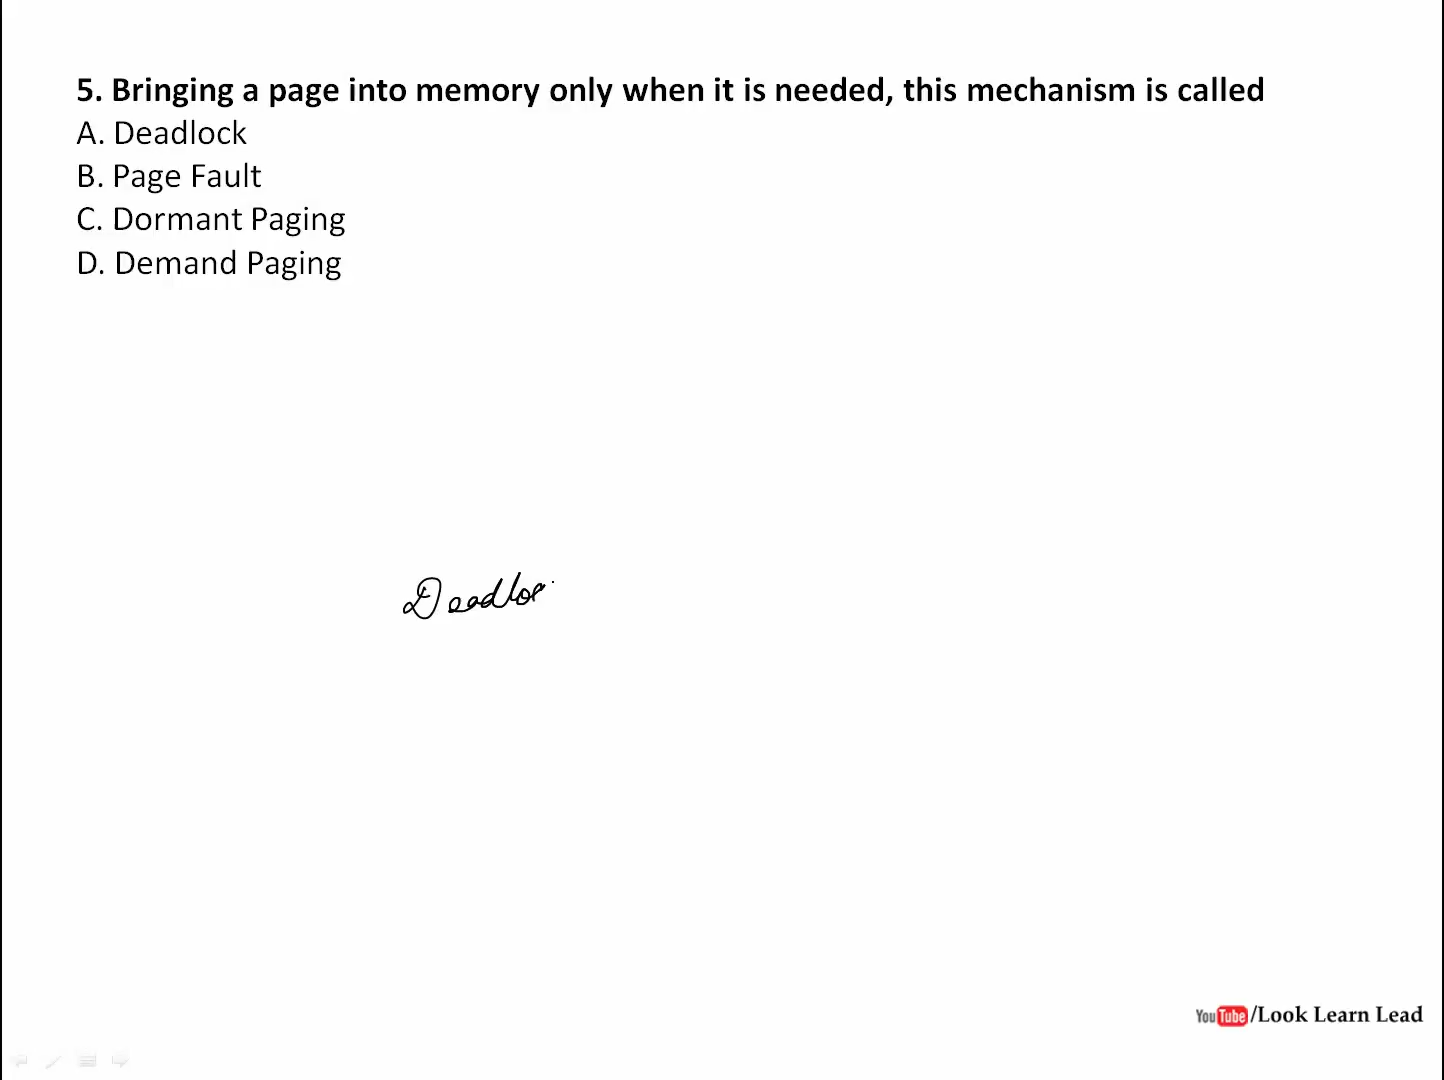 5. Bringing a page into memory only when it is needed, this mechanism is called
A. Deadlock
B. Page Fault
C. Dormant Paging
D. Demand Paging
Deadloc
YouTube/Look Learn Lead